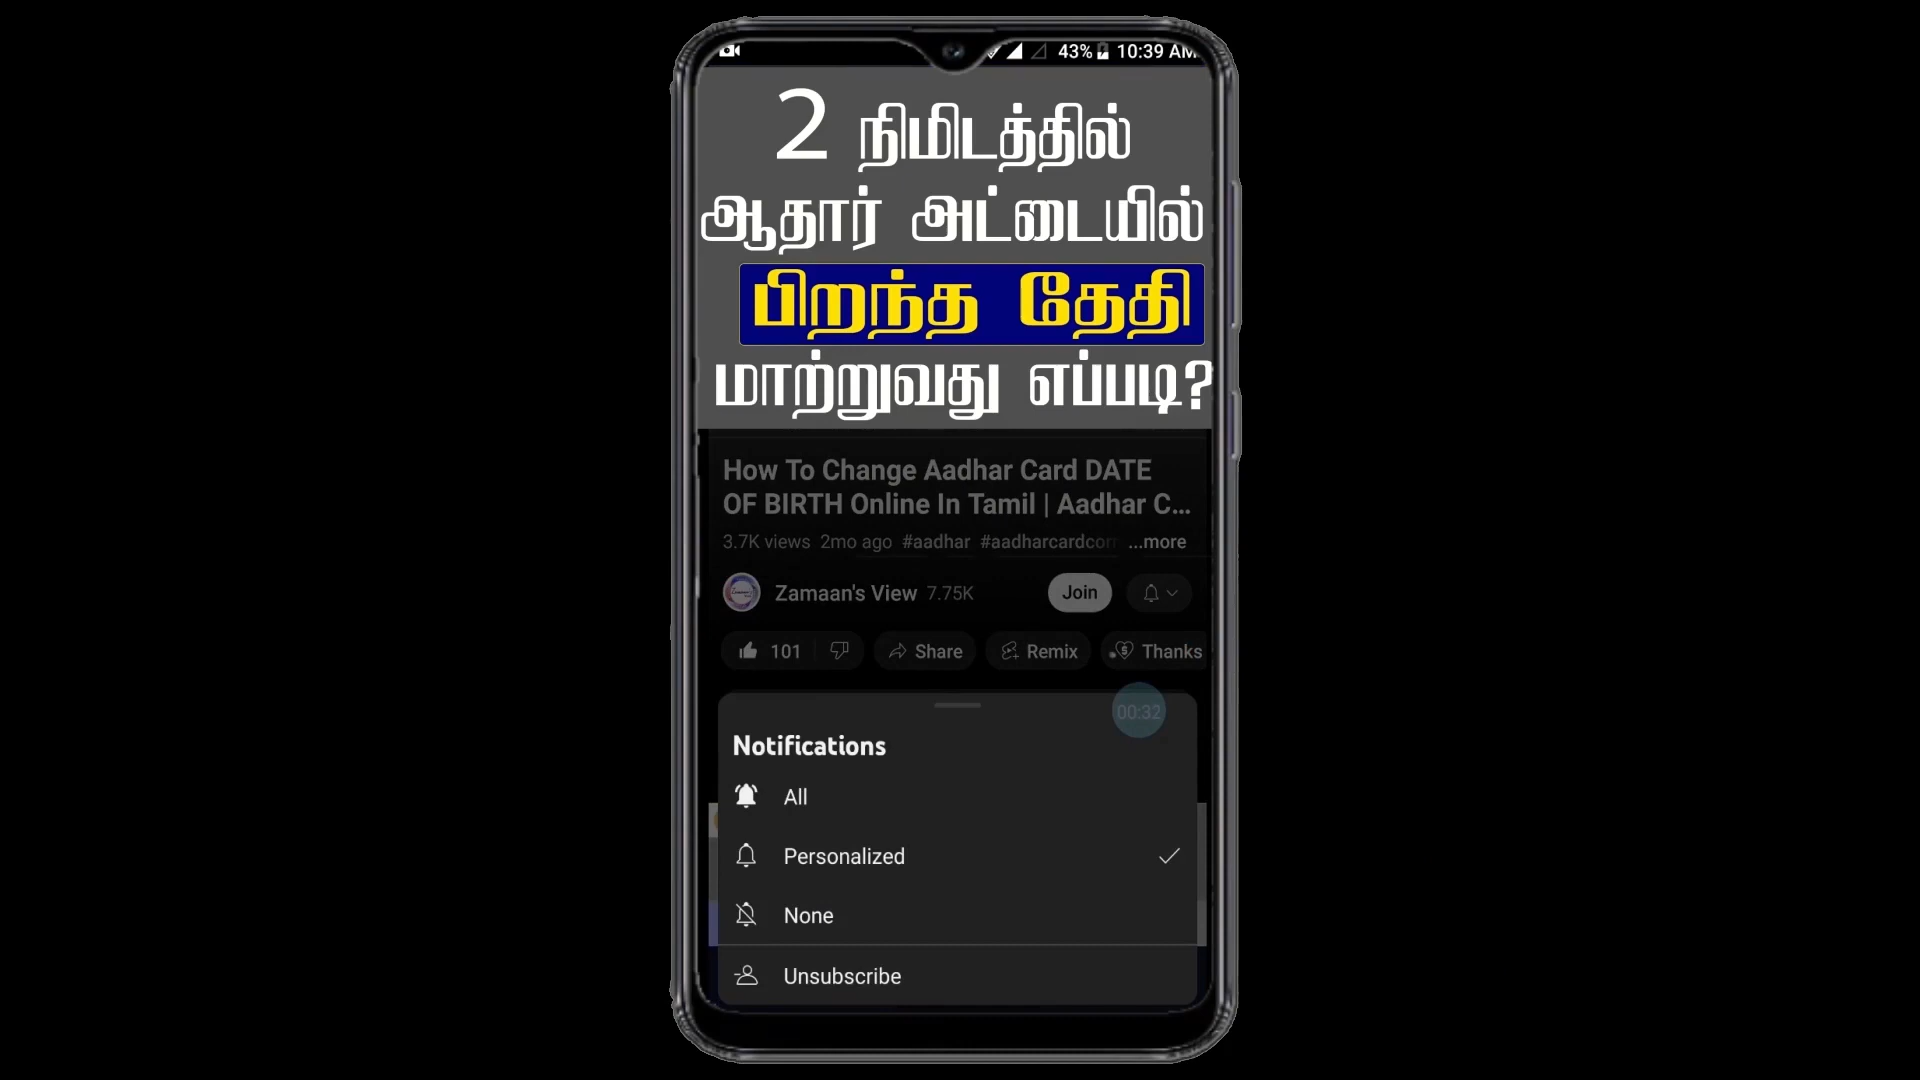 43% 10:39 AM
2 நிமிடத்தில்
ஆதார் அட்டையில்
பிறந்த தேதி
மாற்றுவது எப்படி?
How To Change Aadhar Card DATE
OF BIRTH Online In Tamil | Aadhar C...
3.7K views 2mo ago #aadhar #aadharcardcorr ...more
Zamaan's View 7.75K Join
101 Share Remix Thanks
00:32
Notifications
All
Personalized
None
Unsubscribe